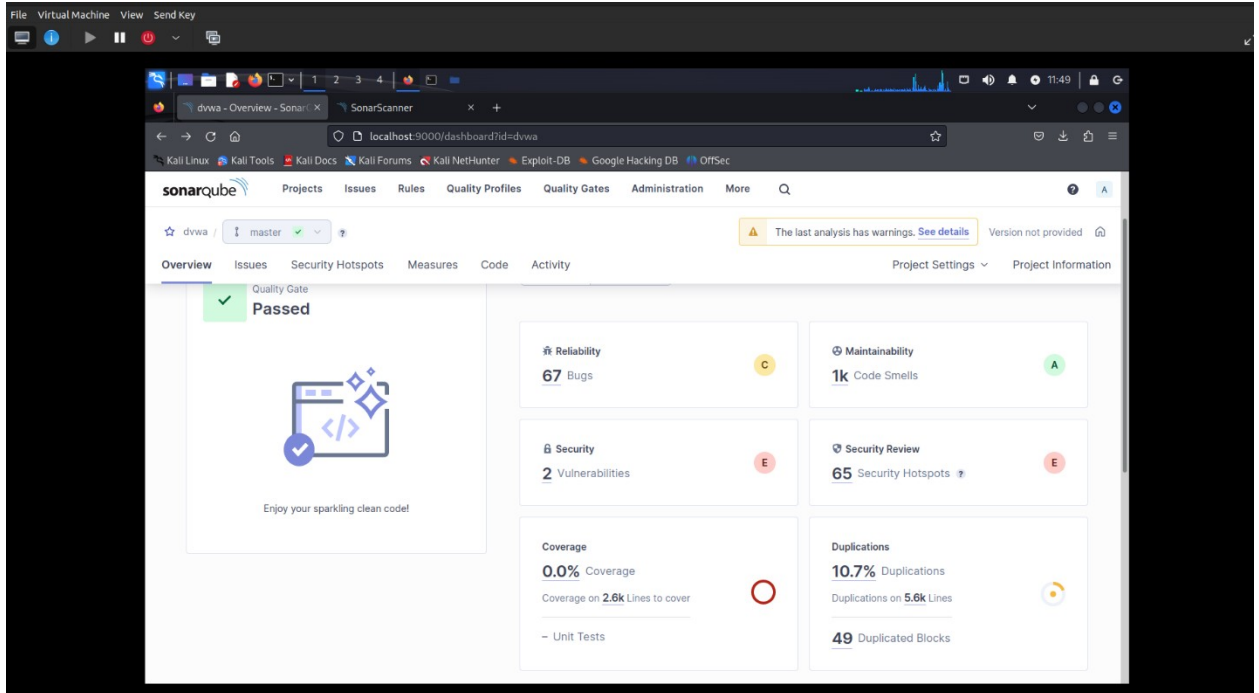 File Virtual Machine View Send Key
1 2 3 4 11:49
dvwa - Overview - Sonar SonarScanner
localhost:9000/dashboard?id=dvwa
Kali Linux Kali Tools Kali Docs Kali Forums Kali NetHunter Exploit-DB Google Hacking DB OffSec
sonarqube Projects Issues Rules Quality Profiles Quality Gates Administration More A
dvwa / master The last analysis has warnings. See details Version not provided
Overview Issues Security Hotspots Measures Code Activity Project Settings Project Information
Quality Gate
Passed
Enjoy your sparkling clean code!
Reliability
67 Bugs C
Maintainability
1k Code Smells A
Security
2 Vulnerabilities E
Security Review
65 Security Hotspots ? E
Coverage
0.0% Coverage
Coverage on 2.6k Lines to cover
– Unit Tests
Duplications
10.7% Duplications
Duplications on 5.6k Lines
49 Duplicated Blocks